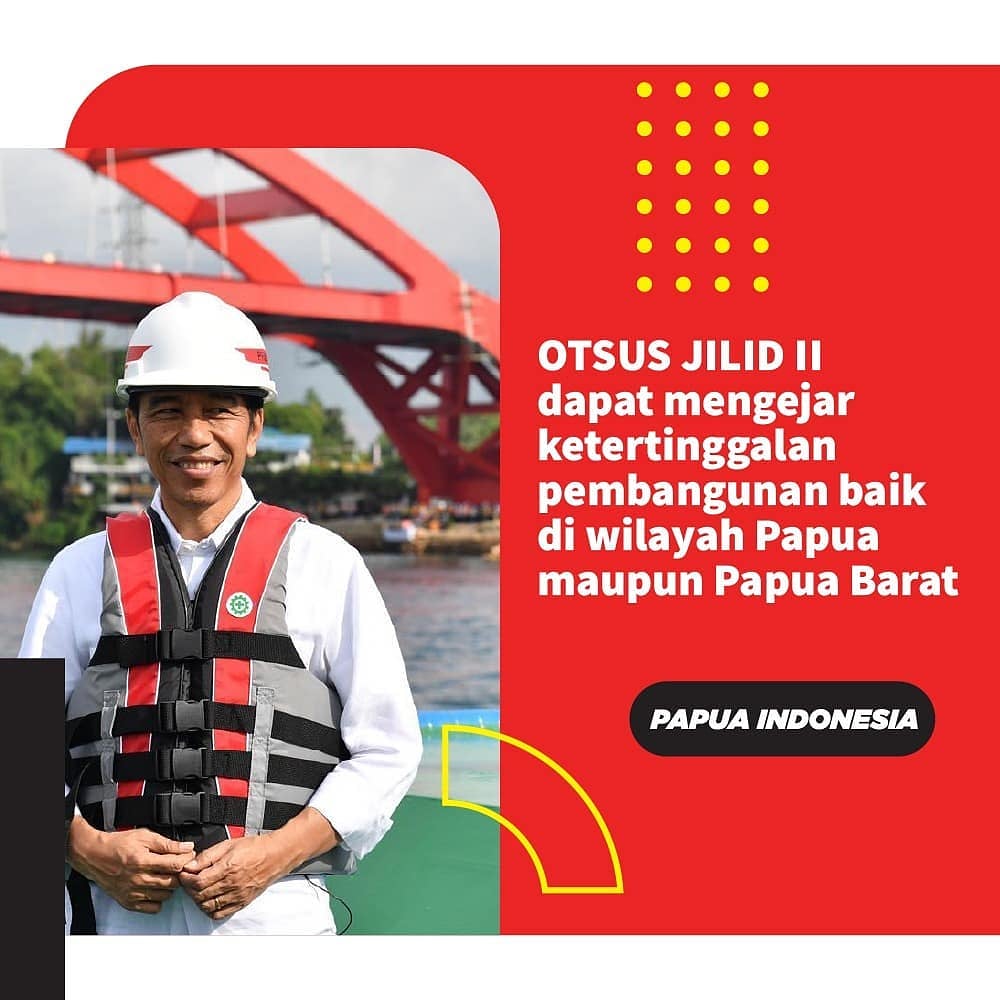 OTSUS JILID II
dapat mengejar
ketertinggalan
pembangunan baik
di wilayah Papua
maupun Papua Barat
PAPUA INDONESIA